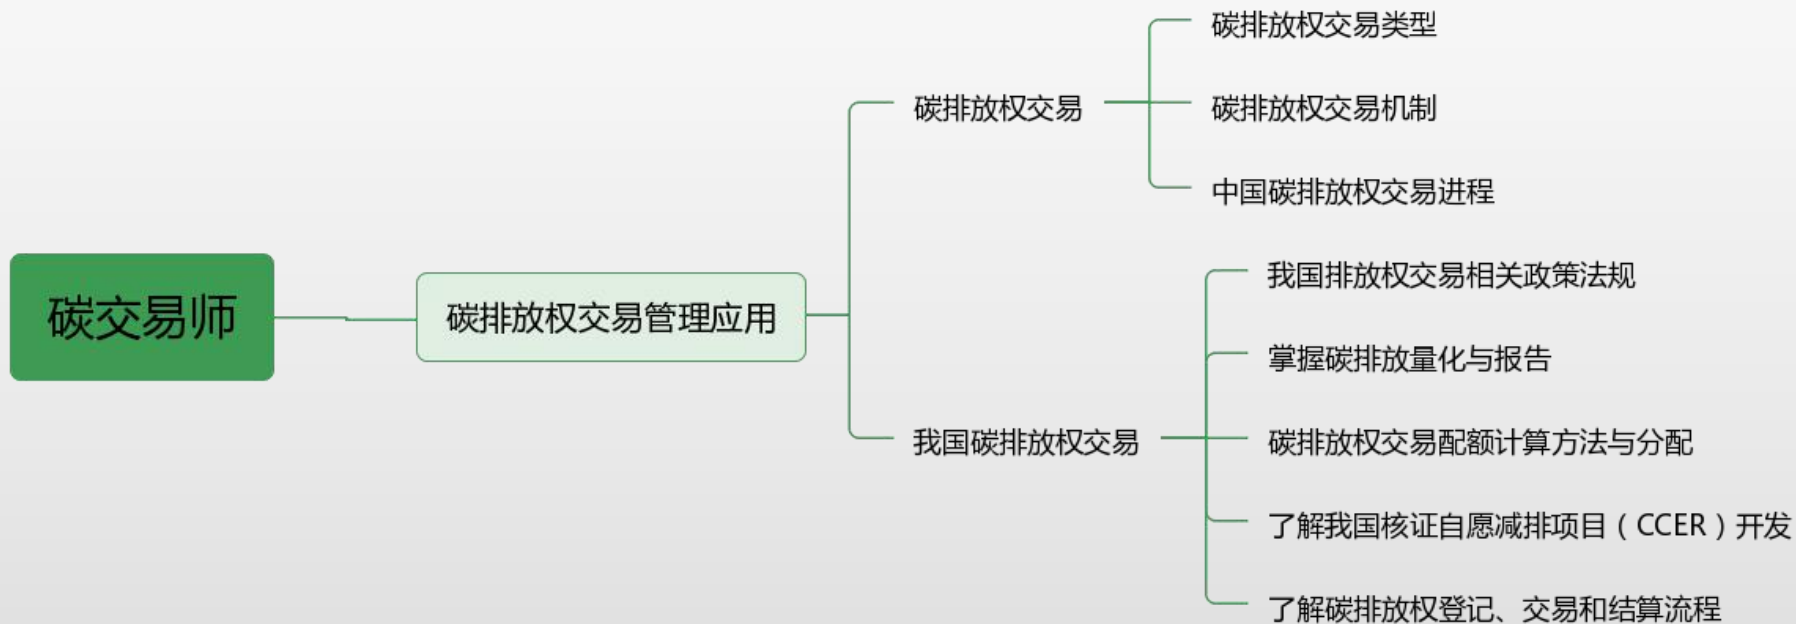 碳交易师
碳排放权交易管理应用
碳排放权交易
碳排放权交易类型
碳排放权交易机制
中国碳排放权交易进程
我国碳排放权交易
我国排放权交易相关政策法规
掌握碳排放量化与报告
碳排放权交易配额计算方法与分配
了解我国核证自愿减排项目（CCER）开发
了解碳排放权登记、交易和结算流程